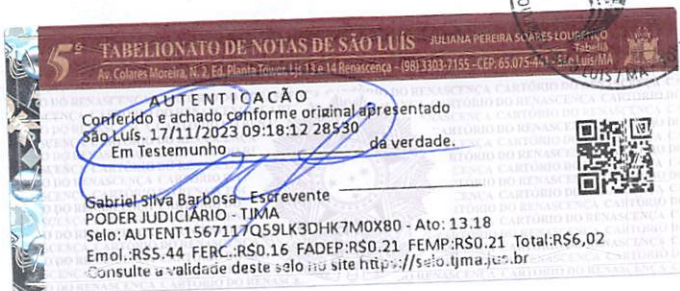 5º TABELIONATO DE NOTAS DE SÃO LUÍS JULIANA PEREIRA SOARES LOURENÇO
Tabeliã
Av. Colares Moreira, N. 2, Ed. Planta Tower, Ljs 13 e 14 Renascença - (98) 3303-7155 - CEP: 65.075-441 - São Luís/MA
AUTENTICAÇÃO
Conferido e achado conforme original apresentado
São Luís. 17/11/2023 09:18:12 28530
Em Testemunho ______ da verdade.
Gabriel Silva Barbosa - Escrevente
PODER JUDICIÁRIO - TJMA
Selo: AUTENT1567117Q59LK3DHK7M0X80 - Ato: 13.18
Emol.:R$5.44 FERC.:R$0.16 FADEP:R$0.21 FEMP:R$0.21 Total:R$6,02
Consulte a validade deste selo no site https://selo.tjma.jus.br